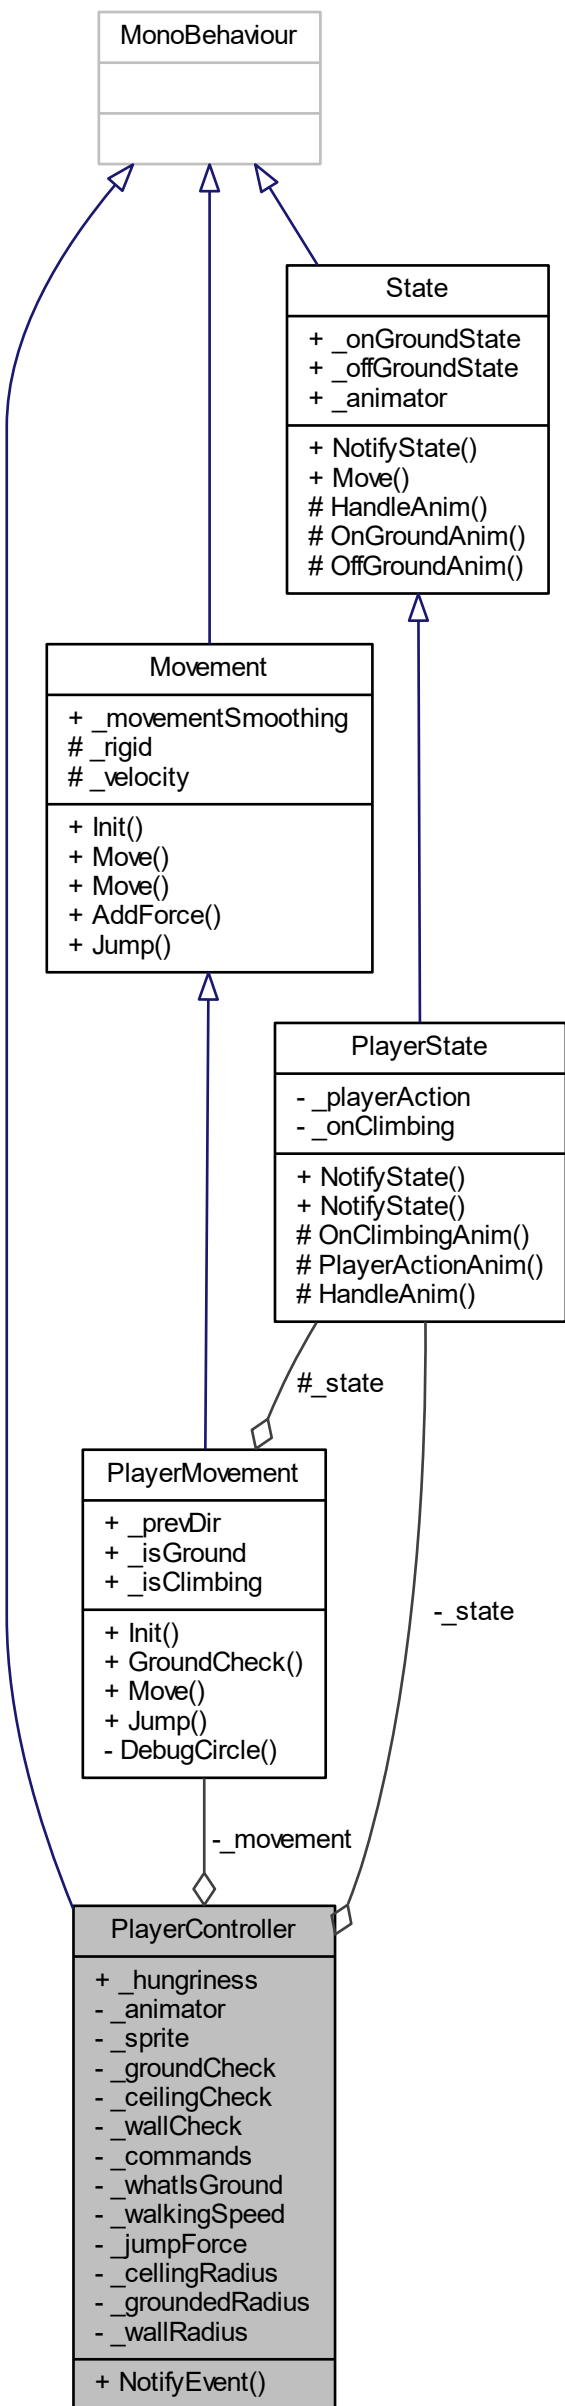 MonoBehaviour
State
+ _onGroundState
+ _offGroundState
+ _animator
+ NotifyState()
+ Move()
# HandleAnim()
# OnGroundAnim()
# OffGroundAnim()
Movement
+ _movementSmoothing
# _rigid
# _velocity
+ Init()
+ Move()
+ Move()
+ AddForce()
+ Jump()
PlayerState
- _playerAction
- _onClimbing
+ NotifyState()
+ NotifyState()
# OnClimbingAnim()
# PlayerActionAnim()
# HandleAnim()
#_state
PlayerMovement
+ _prevDir
+ _isGround
+ _isClimbing
+ Init()
+ GroundCheck()
+ Move()
+ Jump()
- DebugCircle()
-_state
-_movement
PlayerController
+ _hungriness
- _animator
- _sprite
- _groundCheck
- _ceilingCheck
- _wallCheck
- _commands
- _whatIsGround
- _walkingSpeed
- _jumpForce
- _cellingRadius
- _groundedRadius
- _wallRadius
+ NotifyEvent()